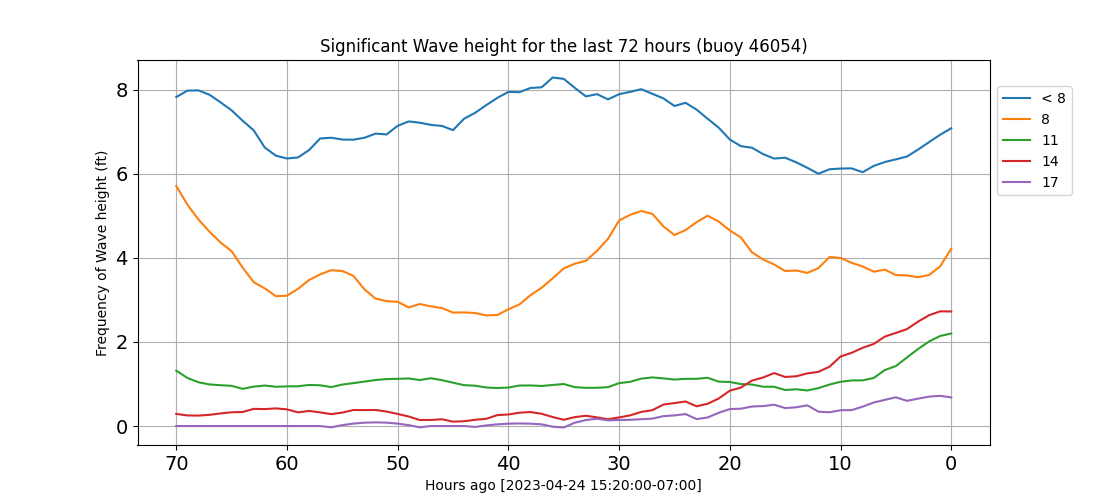 Significant Wave height for the last 72 hours (buoy 46054)
Frequency of Wave height (ft)
8
6
4
2
0
70 60 50 40 30 20 10 0
Hours ago [2023-04-24 15:20:00-07:00]
< 8
8
11
14
17